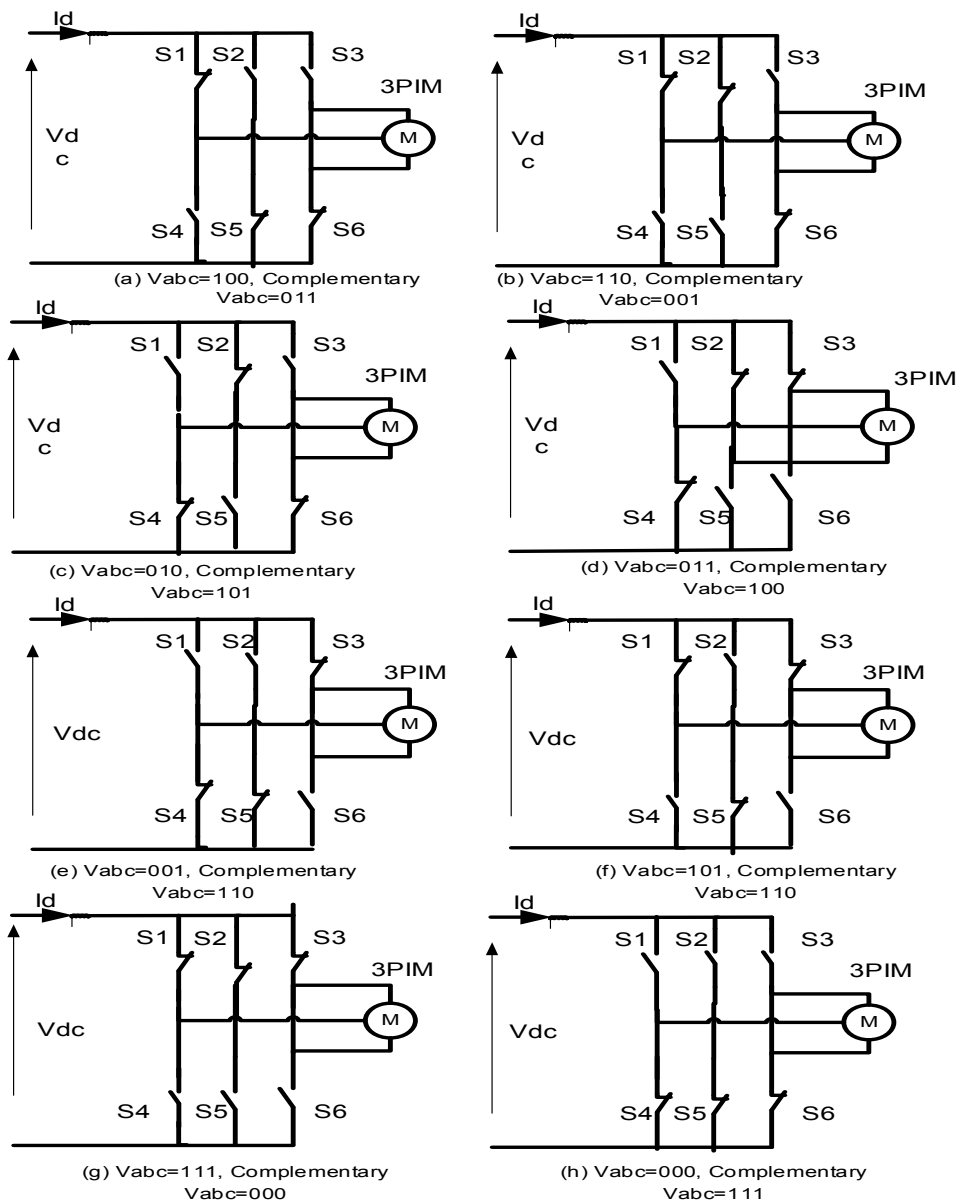 Id
S1 S2 S3
3PIM
Vd
c
M
S4 S5 S6
(a) Vabc=100, Complementary
Vabc=011
Id
S1 S2 S3
3PIM
Vd
c
M
S4 S5 S6
(b) Vabc=110, Complementary
Vabc=001
Id
S1 S2 S3
3PIM
Vd
c
M
S4 S5 S6
(c) Vabc=010, Complementary
Vabc=101
Id
S1 S2 S3
3PIM
Vd
c
M
S4 S5 S6
(d) Vabc=011, Complementary
Vabc=100
Id
S1 S2 S3
3PIM
Vdc
M
S4 S5 S6
(e) Vabc=001, Complementary
Vabc=110
Id
S1 S2 S3
3PIM
Vdc
M
S4 S5 S6
(f) Vabc=101, Complementary
Vabc=110
Id
S1 S2 S3
3PIM
Vdc
M
S4 S5 S6
(g) Vabc=111, Complementary
Vabc=000
Id
S1 S2 S3
3PIM
Vdc
M
S4 S5 S6
(h) Vabc=000, Complementary
Vabc=111